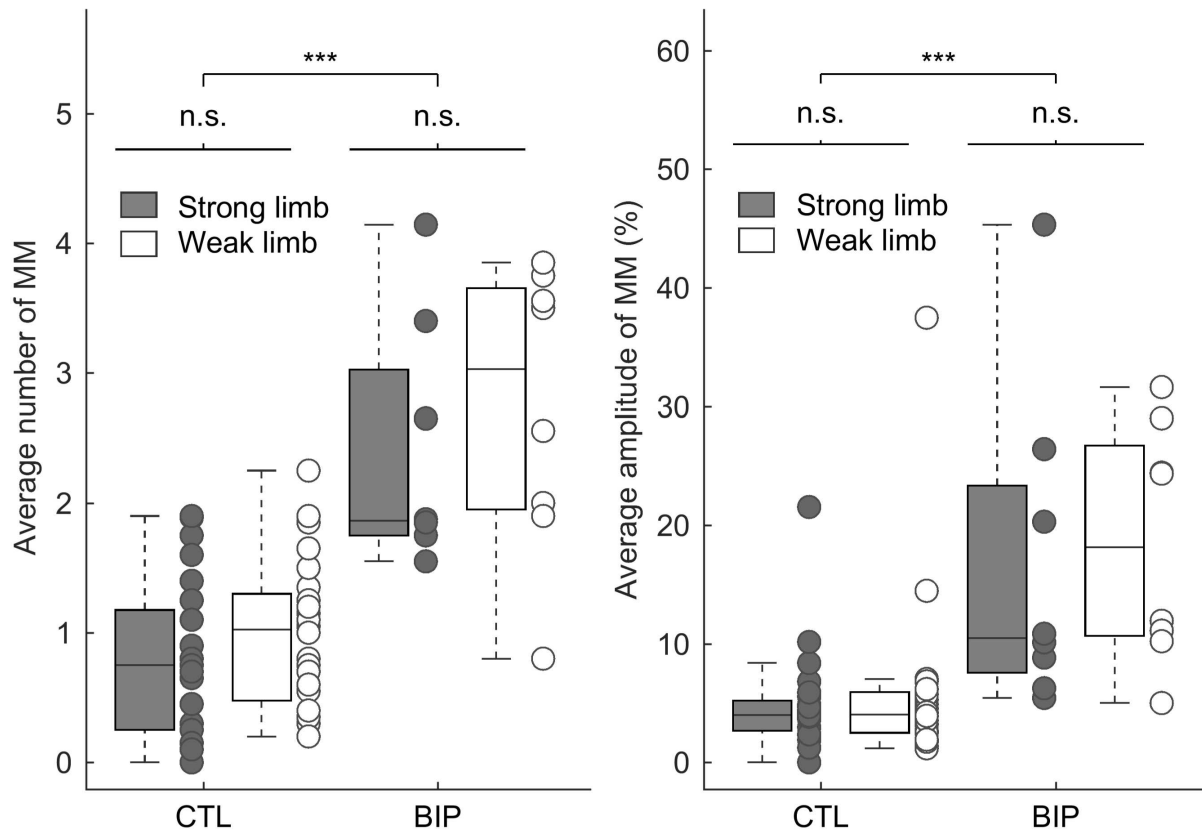 Average number of MM
5
4
3
2
1
0
***
n.s.
n.s.
Strong limb
Weak limb
CTL
BIP
Average amplitude of MM (%)
60
50
40
30
20
10
0
***
n.s.
n.s.
Strong limb
Weak limb
CTL
BIP